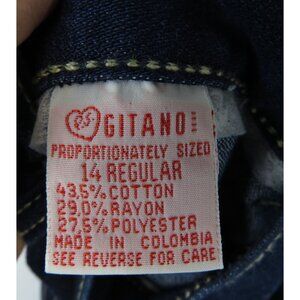 GITANO
PROPORTIONATELY SIZED
14 REGULAR
43,5% COTTON
29,0% RAYON
27,5% POLYESTER
MADE IN COLOMBIA
SEE REVERSE FOR CARE